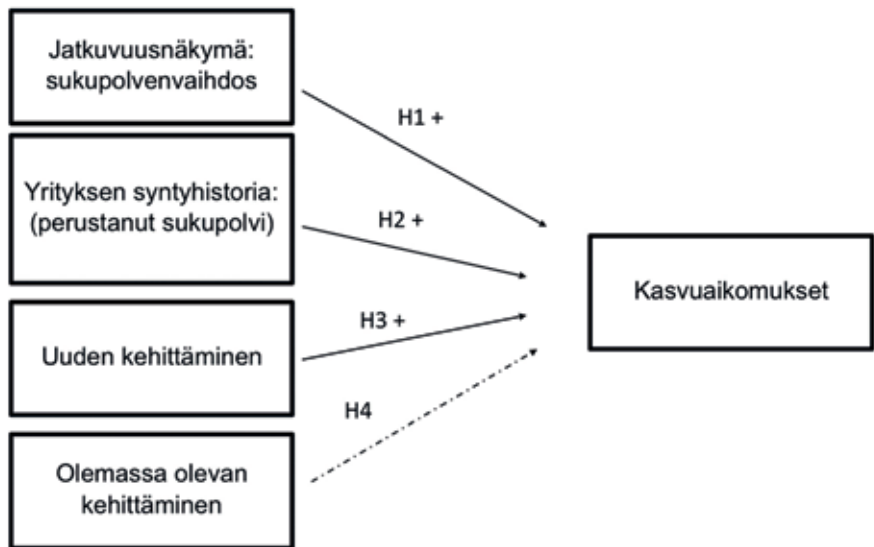 Jatkuvuusnäkymä:
sukupolvenvaihdos
H1 +
Yrityksen syntyhistoria:
(perustanut sukupolvi)
H2 +
Kasvuaikomukset
H3 +
Uuden kehittäminen
H4
Olemassa olevan
kehittäminen